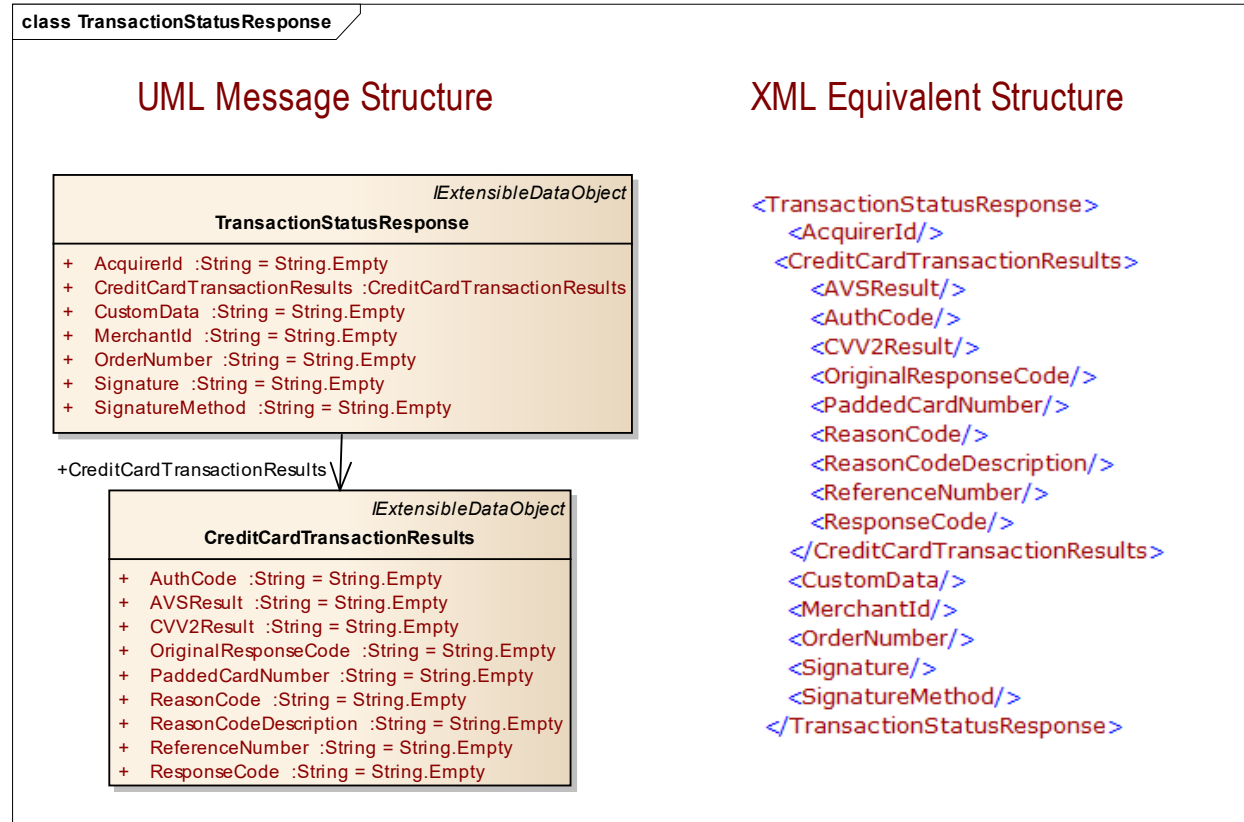 class TransactionStatusResponse
UML Message Structure
IExtensibleDataObject
TransactionStatusResponse
+ AcquirerId :String = String.Empty
+ CreditCardTransactionResults :CreditCardTransactionResults
+ CustomData :String = String.Empty
+ MerchantId :String = String.Empty
+ OrderNumber :String = String.Empty
+ Signature :String = String.Empty
+ SignatureMethod :String = String.Empty
+CreditCardTransactionResults
IExtensibleDataObject
CreditCardTransactionResults
+ AuthCode :String = String.Empty
+ AVSResult :String = String.Empty
+ CVV2Result :String = String.Empty
+ OriginalResponseCode :String = String.Empty
+ PaddedCardNumber :String = String.Empty
+ ReasonCode :String = String.Empty
+ ReasonCodeDescription :String = String.Empty
+ ReferenceNumber :String = String.Empty
+ ResponseCode :String = String.Empty
XML Equivalent Structure
<TransactionStatusResponse>
<AcquirerId/>
<CreditCardTransactionResults>
<AVSResult/>
<AuthCode/>
<CVV2Result/>
<OriginalResponseCode/>
<PaddedCardNumber/>
<ReasonCode/>
<ReasonCodeDescription/>
<ReferenceNumber/>
<ResponseCode/>
</CreditCardTransactionResults>
<CustomData/>
<MerchantId/>
<OrderNumber/>
<Signature/>
<SignatureMethod/>
</TransactionStatusResponse>